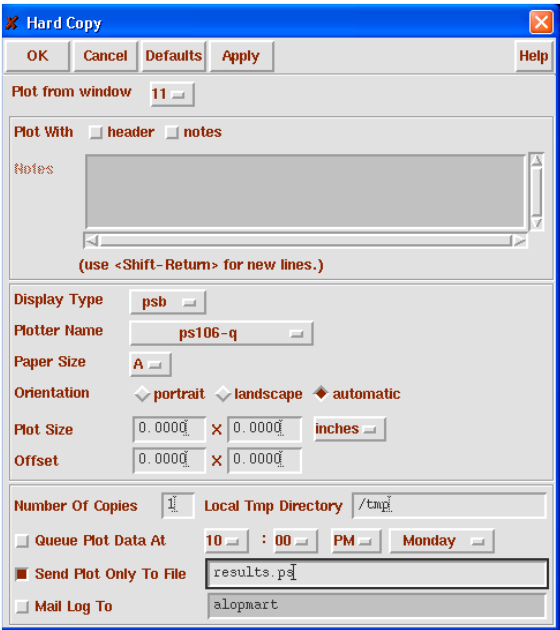 Hard Copy
OK Cancel Defaults Apply Help
Plot from window 11
Plot With header notes
Notes
(use <Shift-Return> for new lines.)
Display Type psb
Plotter Name ps106-q
Paper Size A
Orientation portrait landscape automatic
Plot Size 0.0000 X 0.0000 inches
Offset 0.0000 X 0.0000
Number Of Copies 1 Local Tmp Directory /tmp
Queue Plot Data At 10 : 00 PM Monday
Send Plot Only To File results.ps
Mail Log To alopmart